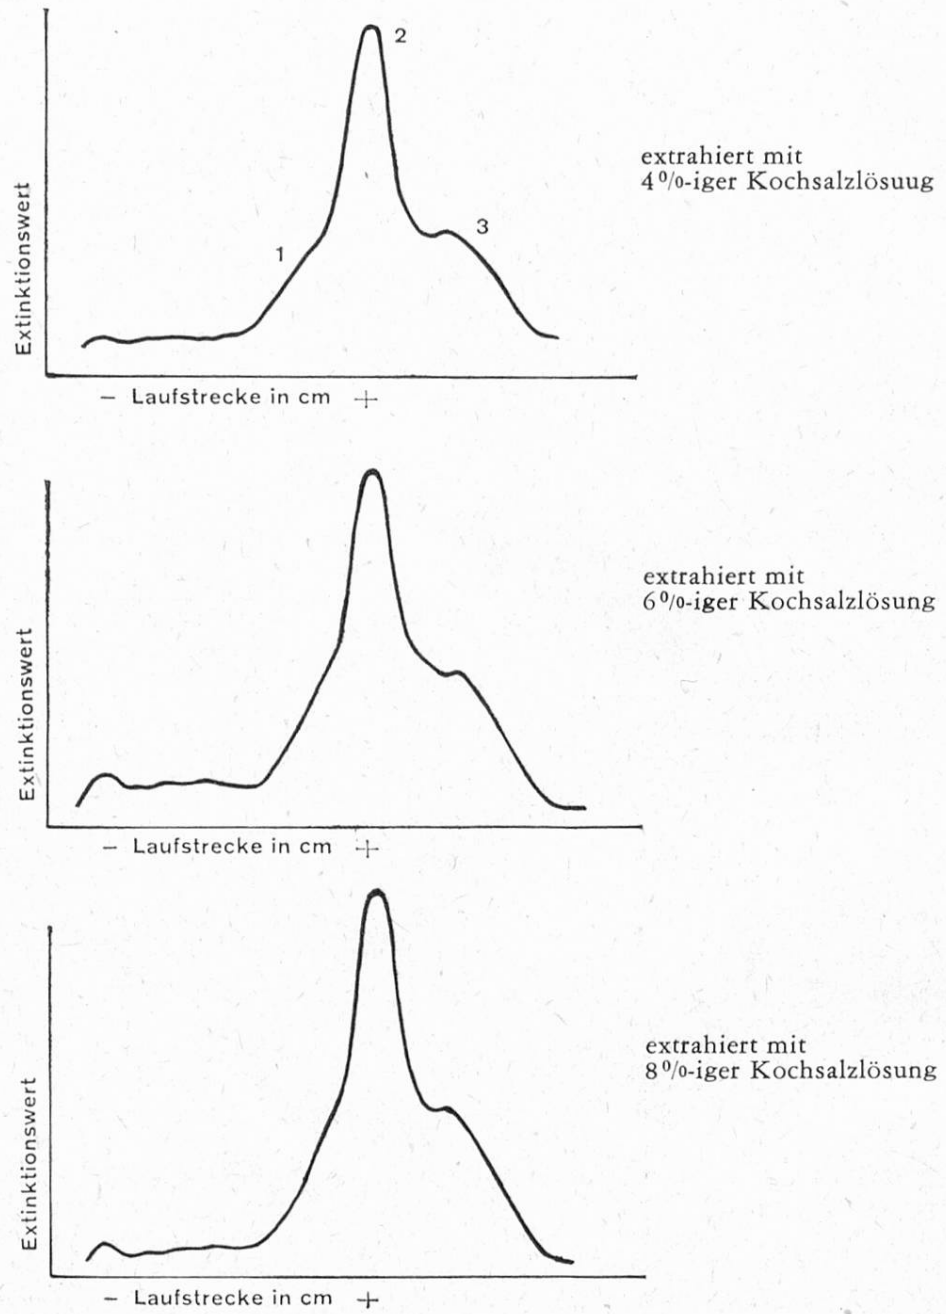 2
extrahiert mit
4%-iger Kochsalzlösuug
3
1
Extinktionswert
− Laufstrecke in cm +
extrahiert mit
6%-iger Kochsalzlösung
Extinktionswert
− Laufstrecke in cm +
extrahiert mit
8%-iger Kochsalzlösung
Extinktionswert
− Laufstrecke in cm +